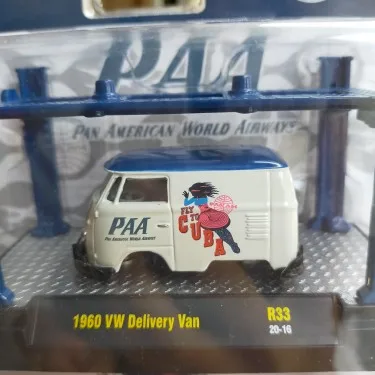 PAA
PAN AMERICAN WORLD AIRWAYS
PAA
PAN AMERICAN WORLD AIRWAYS
FLY
TO
CUBA
1960 VW Delivery Van
R33
20-16